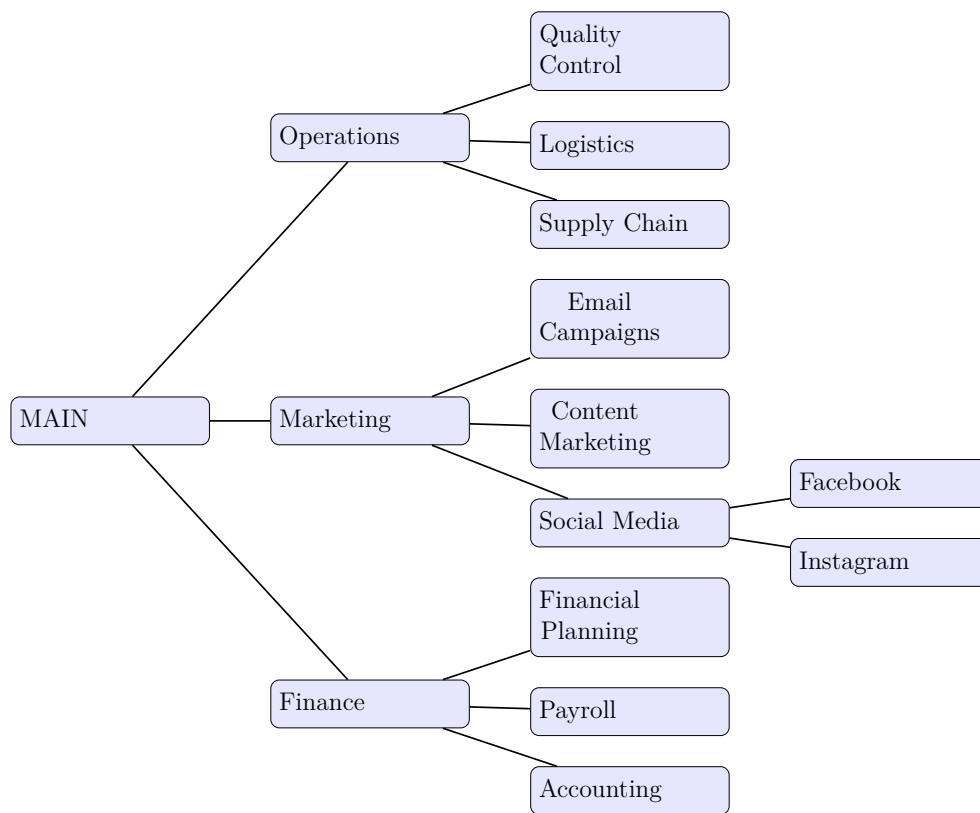 Quality
Control
Operations
Logistics
Supply Chain
Email
Campaigns
MAIN
Marketing
Content
Marketing
Facebook
Social Media
Instagram
Financial
Planning
Finance
Payroll
Accounting